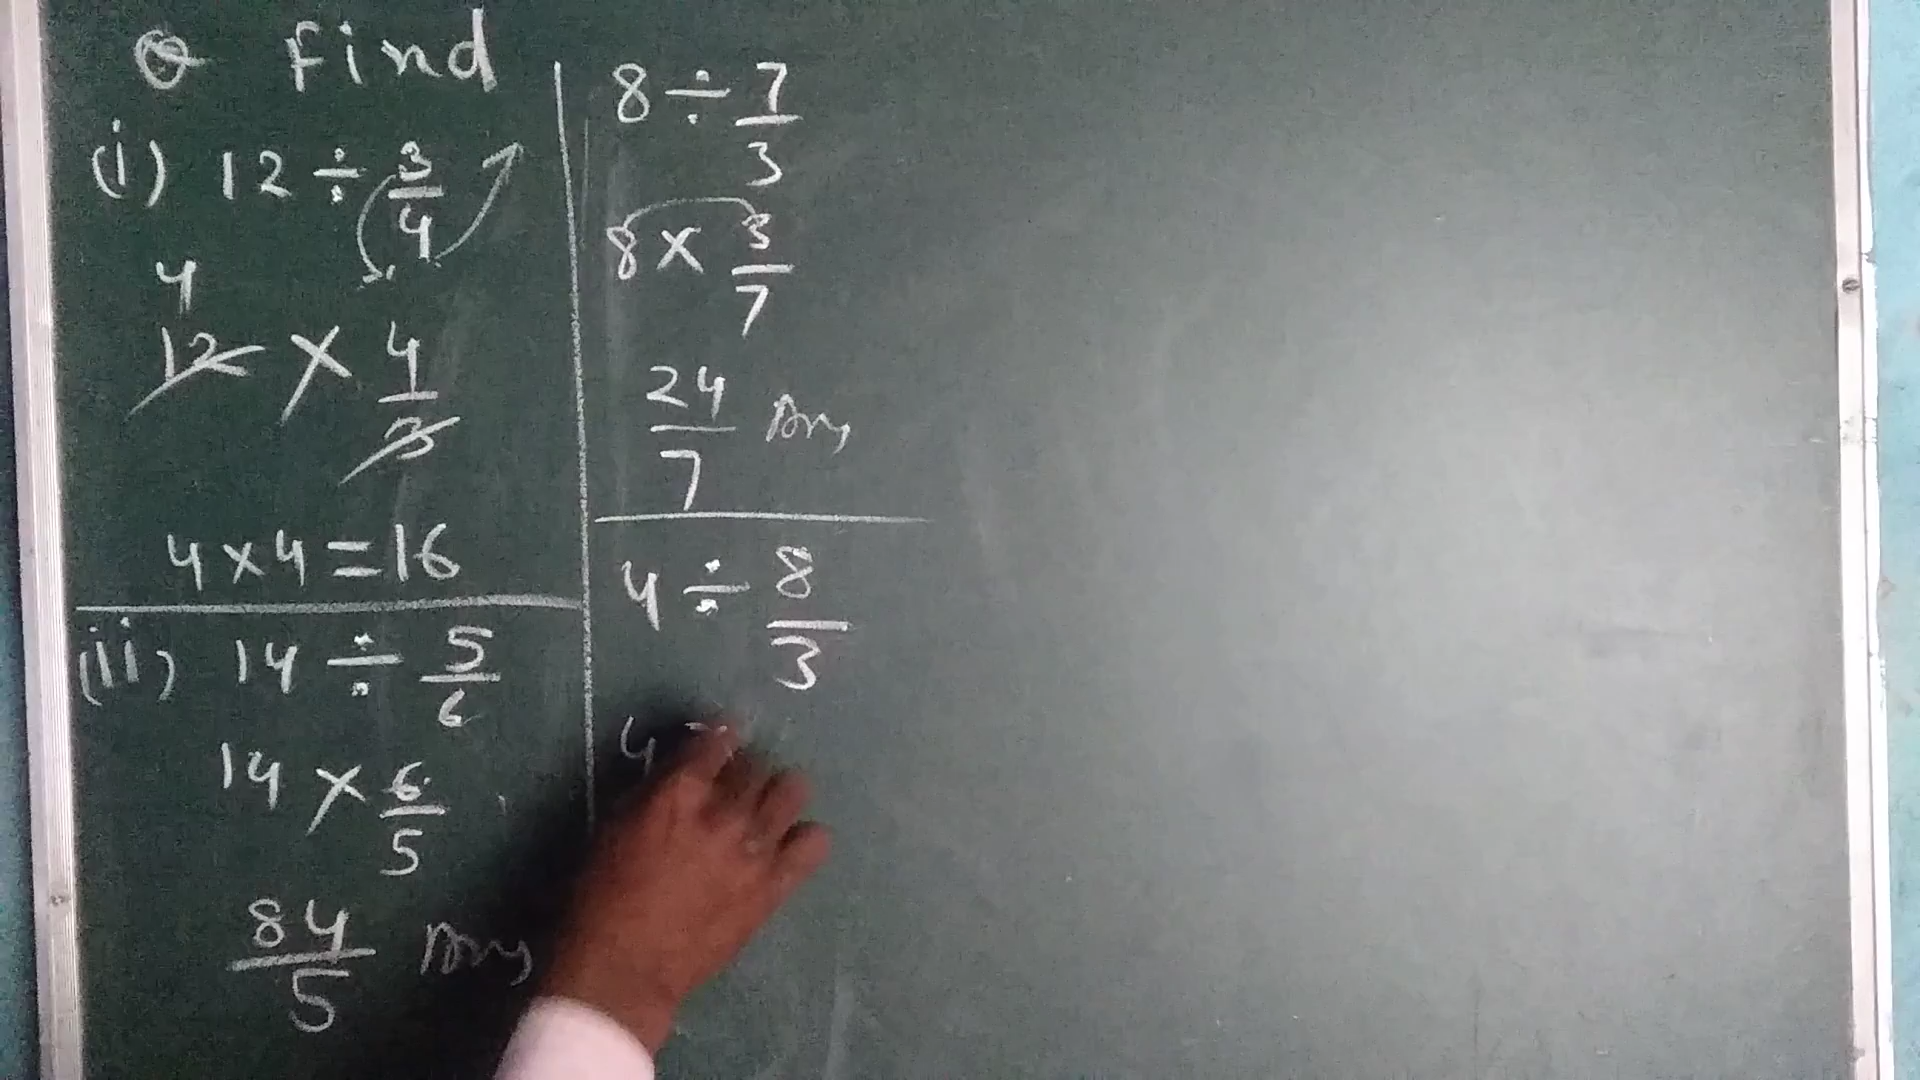 Q Find
(i) 12 ÷ 3/4
4
12 × 4/3
4×4=16
(ii) 14 ÷ 5/6
14 × 6/5
84/5 Ans
8 ÷ 7/3
8 × 3/7
24/7 Ans
4 ÷ 8/3
4